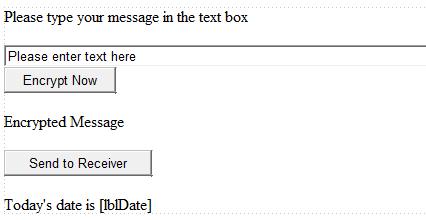 Please type your message in the text box
Please enter text here
Encrypt Now
Encrypted Message
Send to Receiver
Today's date is [lblDate]